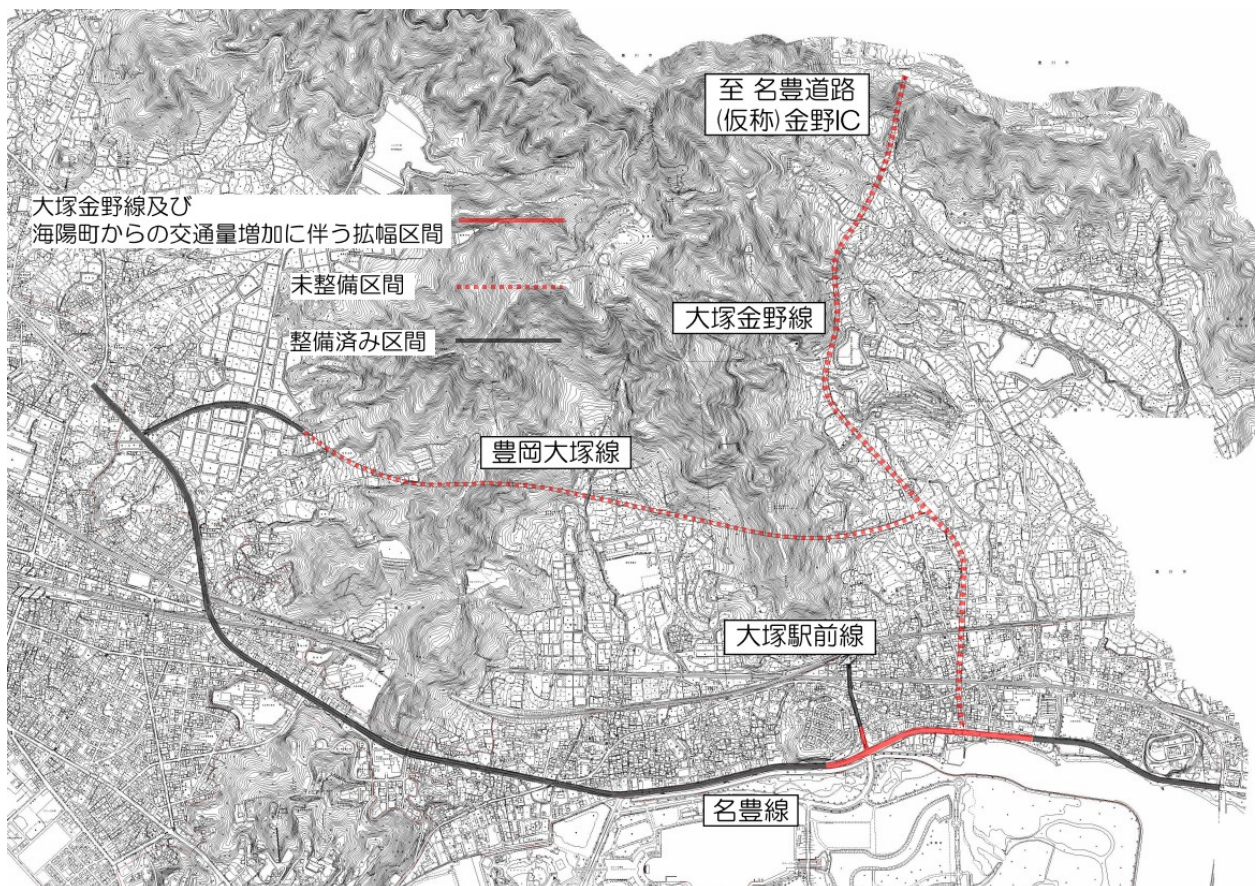 至 名豊道路
(仮称)金野IC
大塚金野線及び
海陽町からの交通量増加に伴う拡幅区間
未整備区間
整備済み区間
大塚金野線
豊岡大塚線
大塚駅前線
名豊線